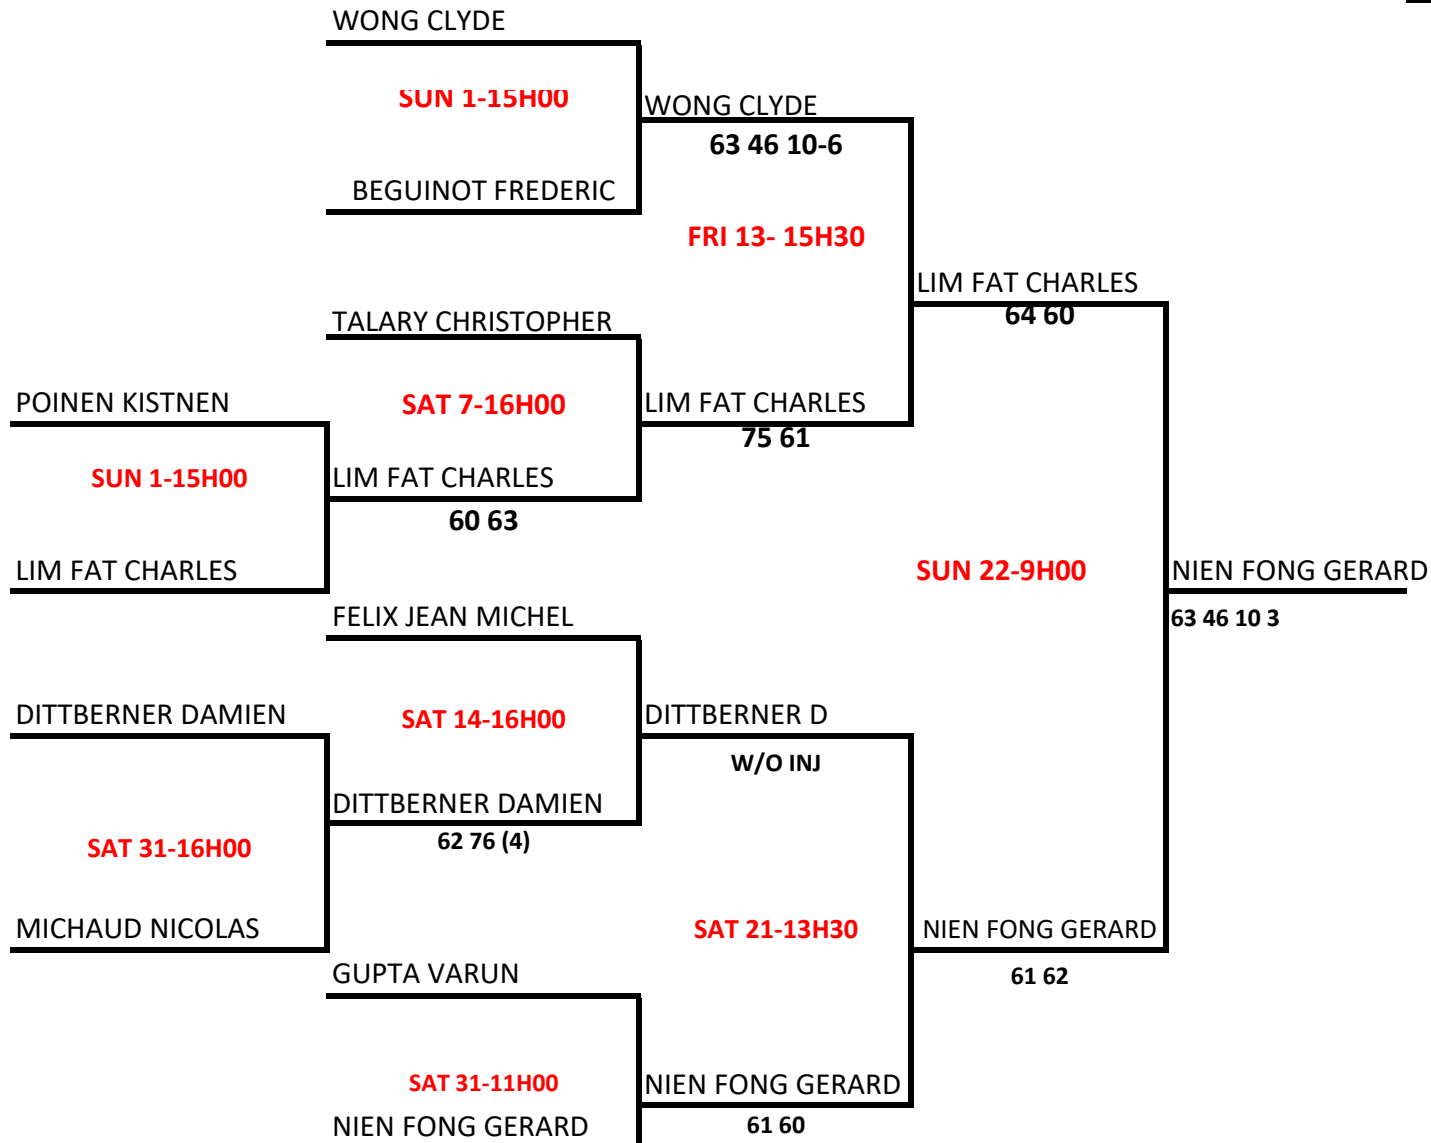 WONG CLYDE
SUN 1-15H00
WONG CLYDE
63 46 10-6
BEGUINOT FREDERIC
FRI 13- 15H30
LIM FAT CHARLES
64 60
TALARY CHRISTOPHER
POINEN KISTNEN
SAT 7-16H00
LIM FAT CHARLES
75 61
SUN 1-15H00
LIM FAT CHARLES
60 63
LIM FAT CHARLES
SUN 22-9H00
NIEN FONG GERARD
63 46 10 3
FELIX JEAN MICHEL
DITTBERNER DAMIEN
SAT 14-16H00
DITTBERNER D
W/O INJ
DITTBERNER DAMIEN
62 76 (4)
SAT 31-16H00
MICHAUD NICOLAS
SAT 21-13H30
NIEN FONG GERARD
61 62
GUPTA VARUN
SAT 31-11H00
NIEN FONG GERARD
61 60
NIEN FONG GERARD